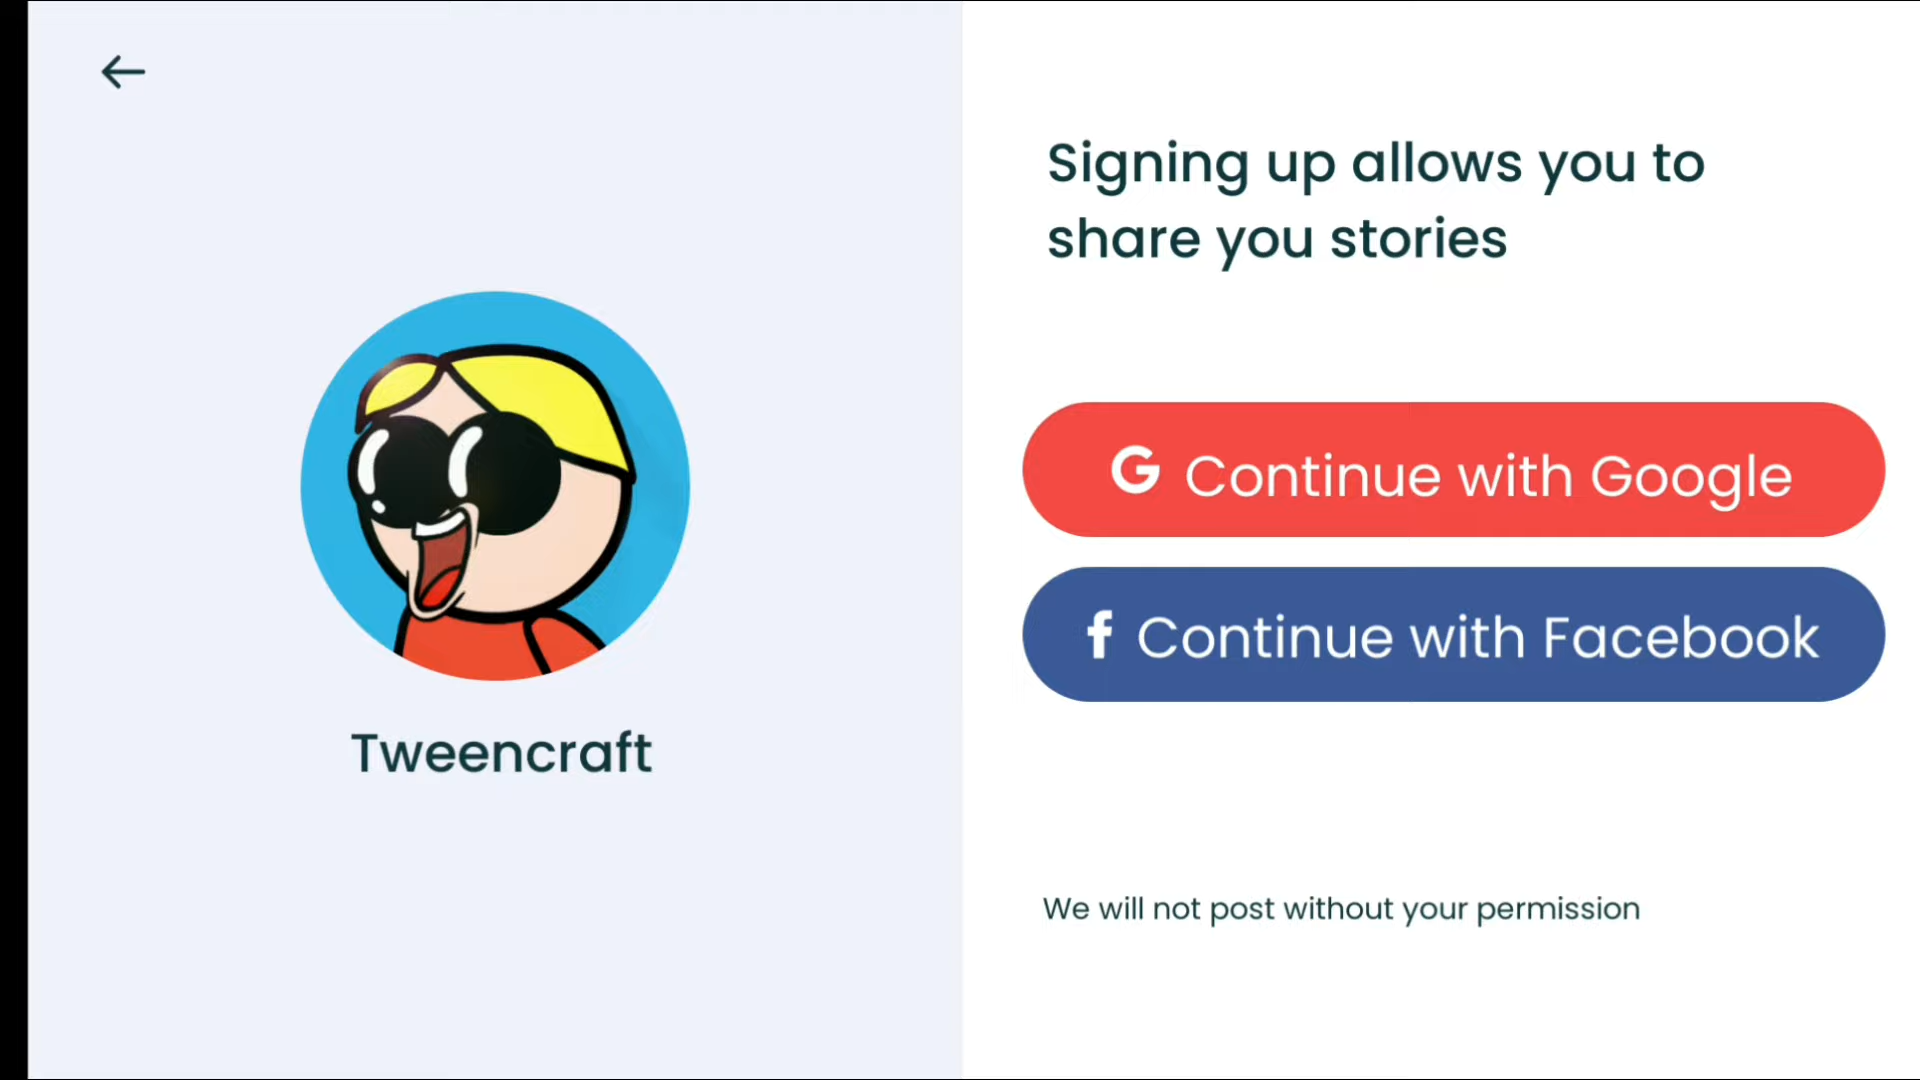 Signing up allows you to
share you stories
Continue with Google
f Continue with Facebook
Tweencraft
We will not post without your permission